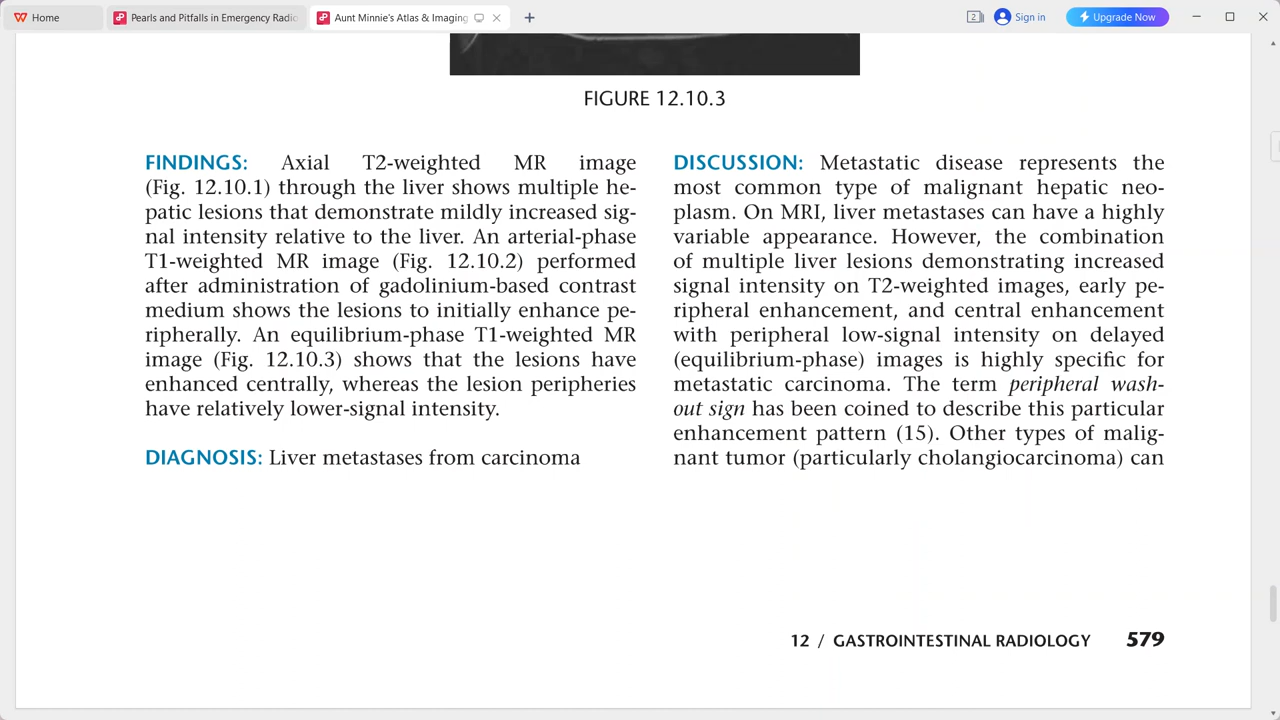 Home
Pearls and Pitfalls in Emergency Radio
Aunt Minnie's Atlas & Imaging
2
Sign in
Upgrade Now
FIGURE 12.10.3
FINDINGS: Axial T2-weighted MR image
(Fig. 12.10.1) through the liver shows multiple he-
patic lesions that demonstrate mildly increased sig-
nal intensity relative to the liver. An arterial-phase
T1-weighted MR image (Fig. 12.10.2) performed
after administration of gadolinium-based contrast
medium shows the lesions to initially enhance pe-
ripherally. An equilibrium-phase T1-weighted MR
image (Fig. 12.10.3) shows that the lesions have
enhanced centrally, whereas the lesion peripheries
have relatively lower-signal intensity.
DIAGNOSIS: Liver metastases from carcinoma
DISCUSSION: Metastatic disease represents the
most common type of malignant hepatic neo-
plasm. On MRI, liver metastases can have a highly
variable appearance. However, the combination
of multiple liver lesions demonstrating increased
signal intensity on T2-weighted images, early pe-
ripheral enhancement, and central enhancement
with peripheral low-signal intensity on delayed
(equilibrium-phase) images is highly specific for
metastatic carcinoma. The term peripheral wash-
out sign has been coined to describe this particular
enhancement pattern (15). Other types of malig-
nant tumor (particularly cholangiocarcinoma) can
12 / GASTROINTESTINAL RADIOLOGY 579